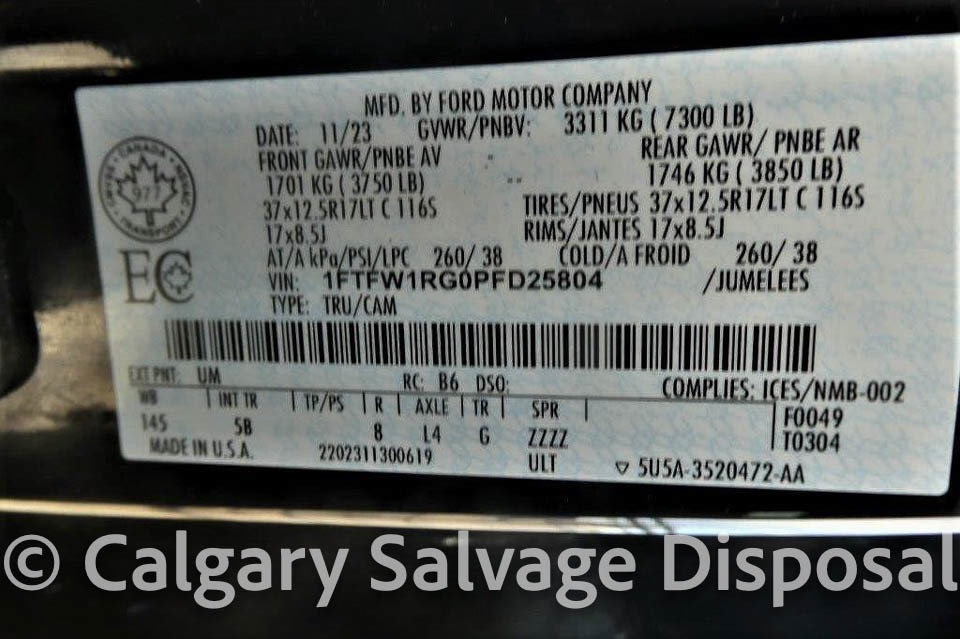 MFD. BY FORD MOTOR COMPANY
DATE: 11/23 GVWR/PNBV: 3311 KG ( 7300 LB)
FRONT GAWR/PNBE AV REAR GAWR/ PNBE AR
1701 KG ( 3750 LB) 1746 KG ( 3850 LB)
37x12.5R17LT C 116S TIRES/PNEUS 37x12.5R17LT C 116S
17x8.5J RIMS/JANTES 17x8.5J
AT/A kPa/PSI/LPC 260/ 38 COLD/A FROID 260/ 38
VIN: 1FTFW1RG0PFD25804 /JUMELEES
TYPE: TRU/CAM
CANADA
977
TRANSPORT
EC
EXT PNT: UM RC: B6 DSO: COMPLIES: ICES/NMB-002
WB INT TR TP/PS R AXLE TR SPR F0049
145 5B 8 L4 G ZZZZ T0304
MADE IN U.S.A. 2202311300619 ULT ▽ 5U5A-3520472-AA
© Calgary Salvage Disposal